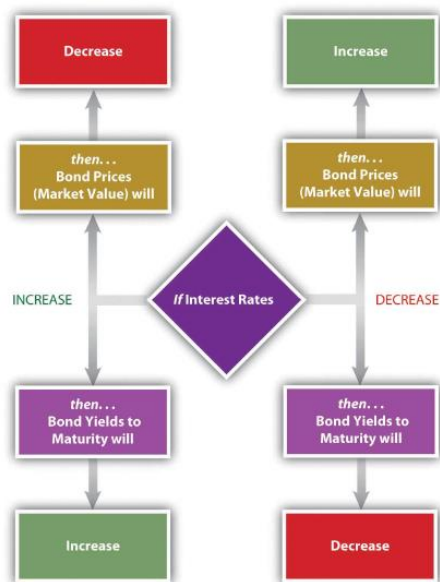 Decrease
Increase
then...
Bond Prices
(Market Value) will
then...
Bond Prices
(Market Value) will
INCREASE
If Interest Rates
DECREASE
then...
Bond Yields to
Maturity will
then...
Bond Yields to
Maturity will
Increase
Decrease